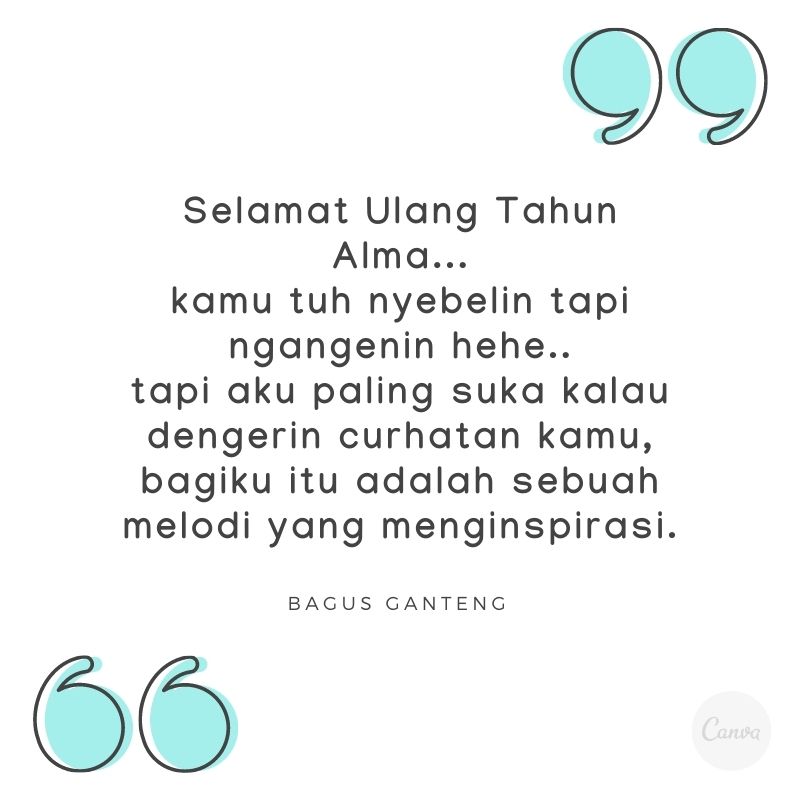 Selamat Ulang Tahun
Alma...
kamu tuh nyebelin tapi
ngangenin hehe..
tapi aku paling suka kalau
dengerin curhatan kamu,
bagiku itu adalah sebuah
melodi yang menginspirasi.
BAGUS GANTENG
Canva